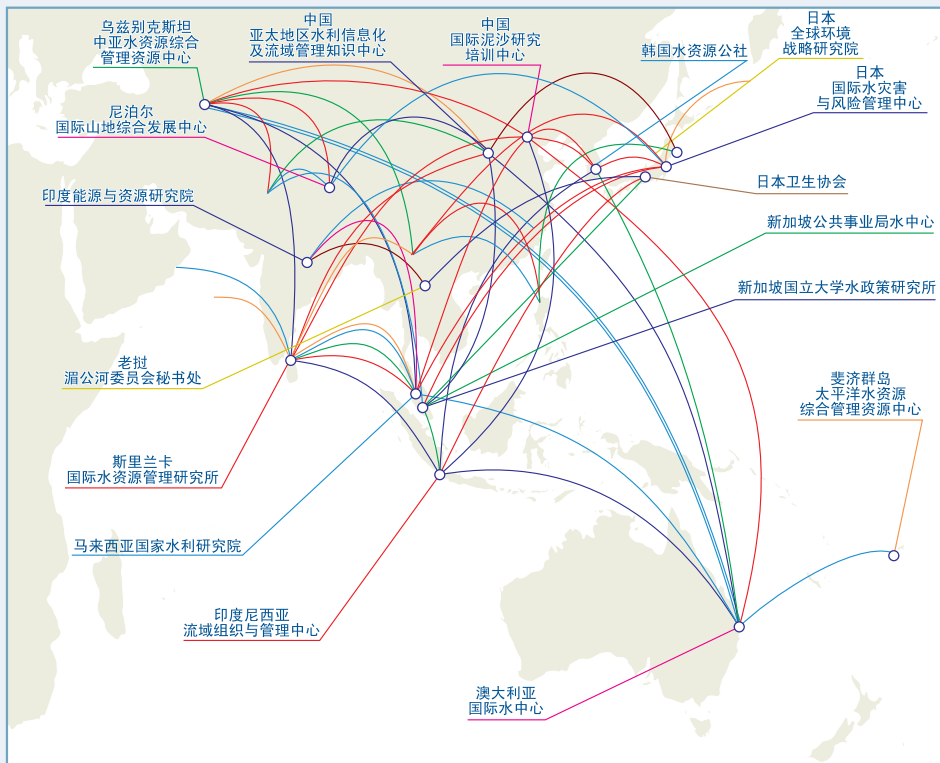 乌兹别克斯坦
中亚水资源综合
管理资源中心
中国
亚太地区水利信息化
及流域管理知识中心
中国
国际泥沙研究
培训中心
韩国水资源公社
日本
全球环境
战略研究院
日本
国际水灾害
与风险管理中心
尼泊尔
国际山地综合发展中心
日本卫生协会
印度能源与资源研究院
新加坡公共事业局水中心
新加坡国立大学水政策研究所
老挝
湄公河委员会秘书处
斐济群岛
太平洋水资源
综合管理资源中心
斯里兰卡
国际水资源管理研究所
马来西亚国家水利研究院
印度尼西亚
流域组织与管理中心
澳大利亚
国际水中心